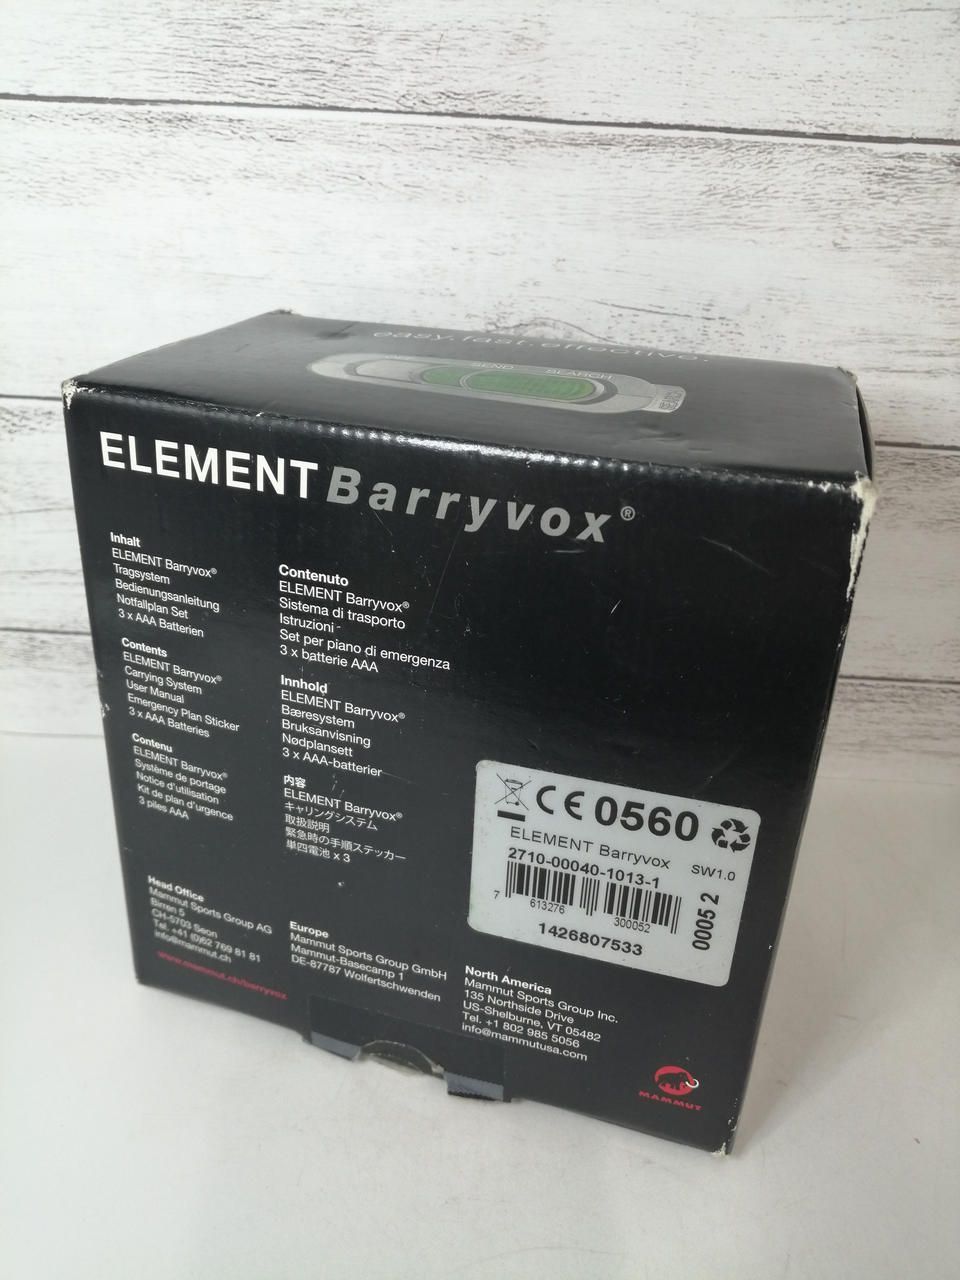 easy.fast.effective.
SEND SEARCH
ELEMENT Barryvox®
Inhalt
ELEMENT Barryvox®
Tragsystem
Bedienungsanleitung
Notfallplan Set
3 x AAA Batterien
Contents
ELEMENT Barryvox®
Carrying System
User Manual
Emergency Plan Sticker
3 x AAA Batteries
Contenu
ELEMENT Barryvox®
Système de portage
Notice d'utilisation
Kit de plan d'urgence
3 piles AAA
Contenuto
ELEMENT Barryvox®
Sistema di trasporto
Istruzioni
Set per piano di emergenza
3 x batterie AAA
Innhold
ELEMENT Barryvox®
Bæresystem
Bruksanvisning
Nødplansett
3 x AAA-batterier
内容
ELEMENT Barryvox®
キャリングシステム
取扱説明
緊急時の手順ステッカー
単四電池 x 3
CE 0560
ELEMENT Barryvox SW1.0
2710-00040-1013-1
7 613276 300052
0005 2
1426807533
Head Office
Mammut Sports Group AG
Birren 5
CH-5703 Seon
Tel. +41 (0)62 769 81 81
info@mammut.ch
www.mammut.ch/barryvox
Europe
Mammut Sports Group GmbH
Mammut-Basecamp 1
DE-87787 Wolfertschwenden
North America
Mammut Sports Group Inc.
135 Northside Drive
US-Shelburne, VT 05482
Tel. +1 802 985 5056
info@mammutusa.com
MAMMUT